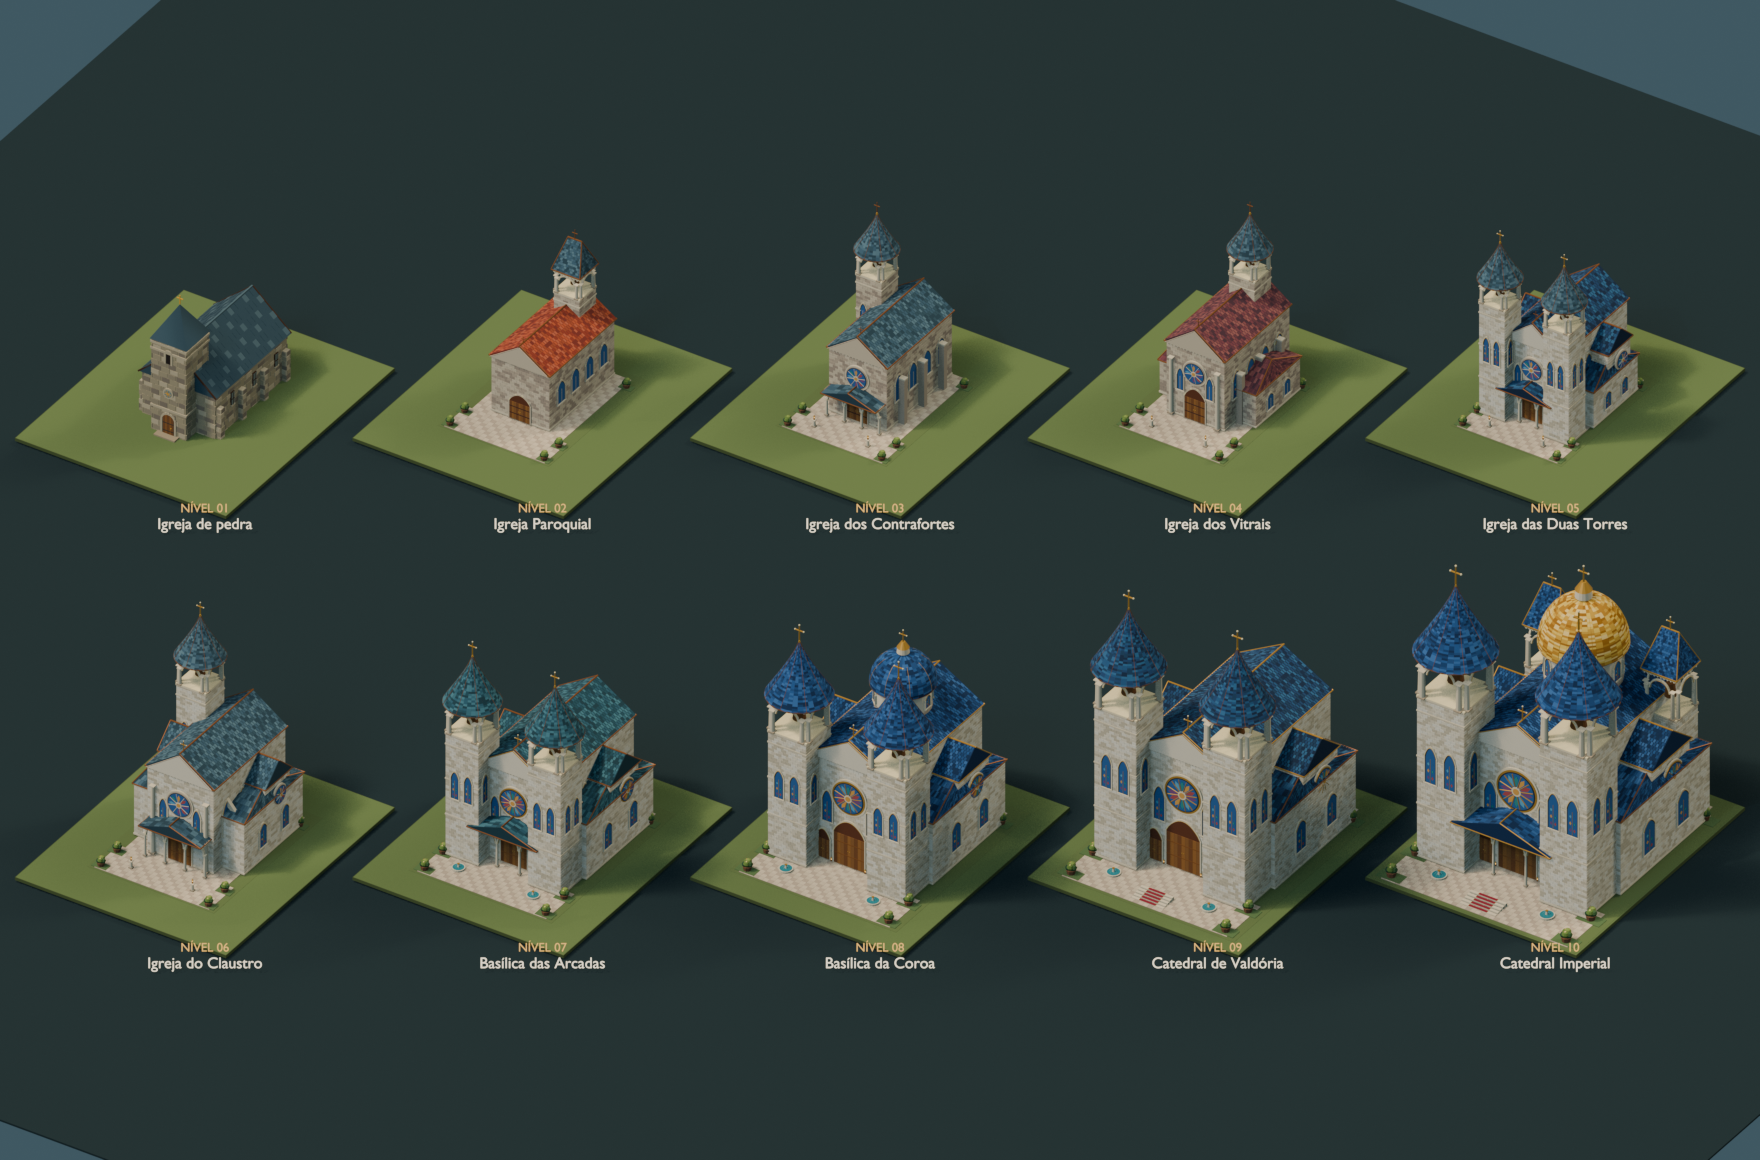 NÍVEL 01
Igreja de pedra
NÍVEL 02
Igreja Paroquial
NÍVEL 03
Igreja dos Contrafortes
NÍVEL 04
Igreja dos Vitrais
NÍVEL 05
Igreja das Duas Torres
NÍVEL 06
Igreja do Claustro
NÍVEL 07
Basílica das Arcadas
NÍVEL 08
Basílica da Coroa
NÍVEL 09
Catedral de Valdória
NÍVEL 10
Catedral Imperial